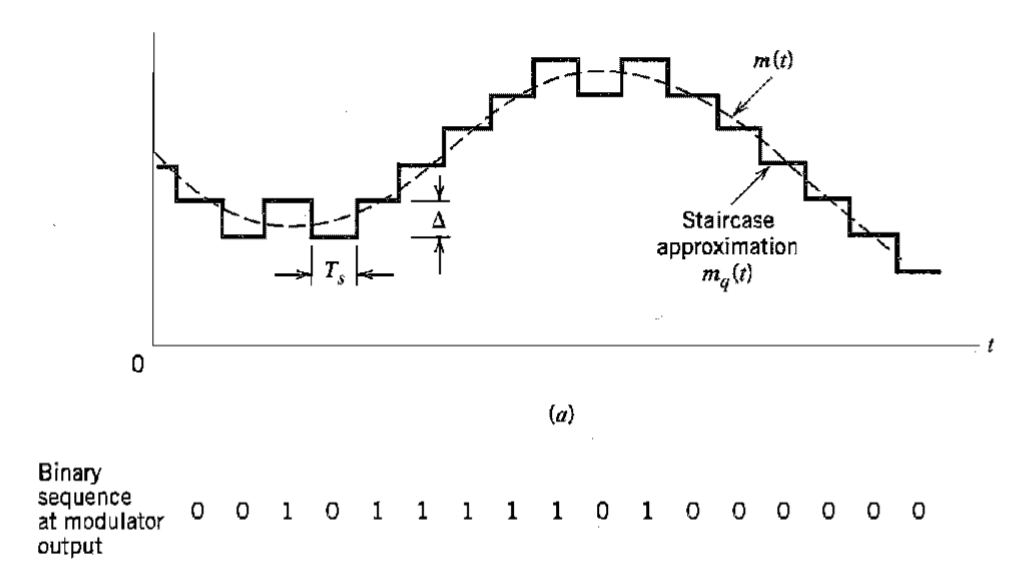 m(t)
Δ
T_s
Staircase
approximation
m_q(t)
0
t
(a)
Binary
sequence
at modulator
output
0 0 1 0 1 1 1 1 1 0 1 0 0 0 0 0 0